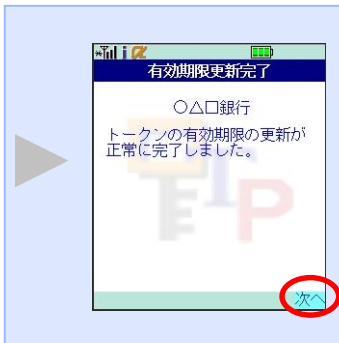 有効期限更新完了
○△□銀行
トークンの有効期限の更新が
正常に完了しました。
次へ